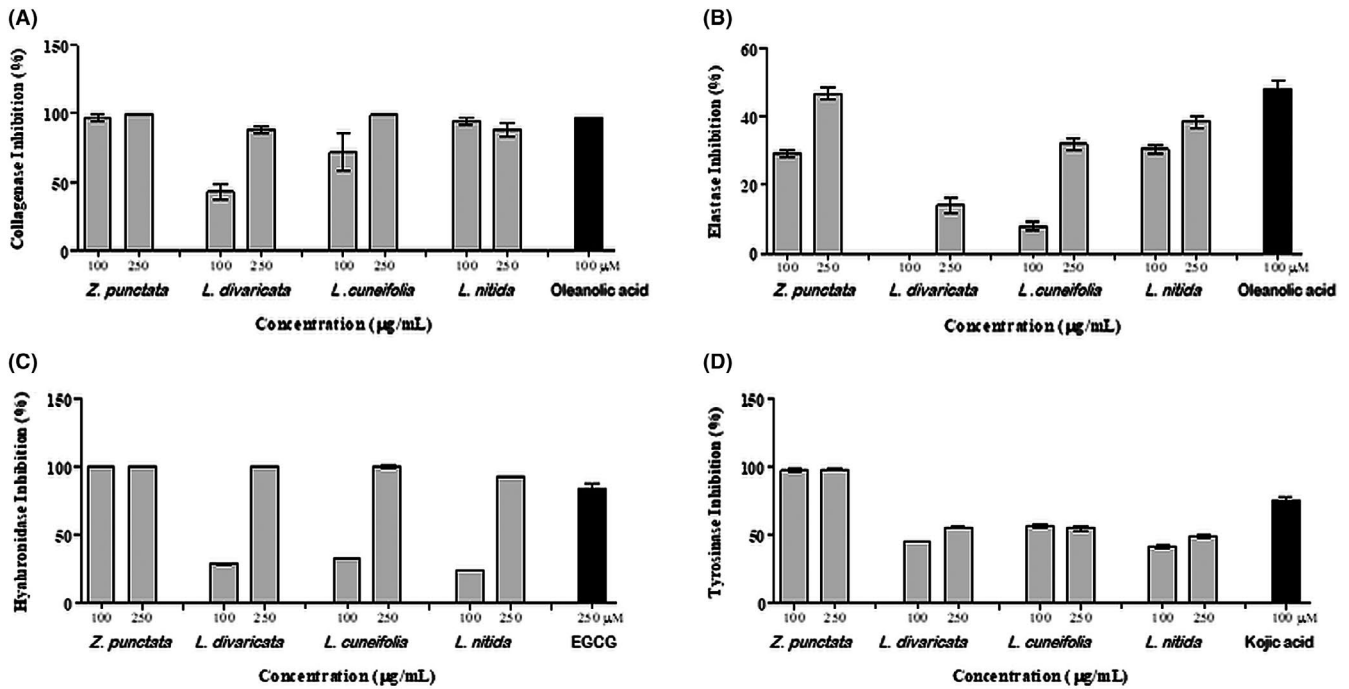 (A)
Collagenase Inhibition (%)
150
100
50
0
100 250 100 250 100 250 100 250 100 µM
Z. punctata L. divaricata L .cuneifolia L. nitida Oleanolic acid
Concentration (µg/mL)
(B)
Elastase Inhibition (%)
60
40
20
0
100 250 100 250 100 250 100 250 100 µM
Z. punctata L. divaricata L .cuneifolia L. nitida Oleanolic acid
Concentration (µg/mL)
(C)
Hyaluronidase Inhibition (%)
150
100
50
0
100 250 100 250 100 250 100 250 250 µM
Z. punctata L. divaricata L. cuneifolia L. nitida EGCG
Concentration (µg/mL)
(D)
Tyrosinase Inhibition (%)
150
100
50
0
100 250 100 250 100 250 100 250 100 µM
Z. punctata L. divaricata L. cuneifolia L. nitida Kojic acid
Concentration (µg/mL)